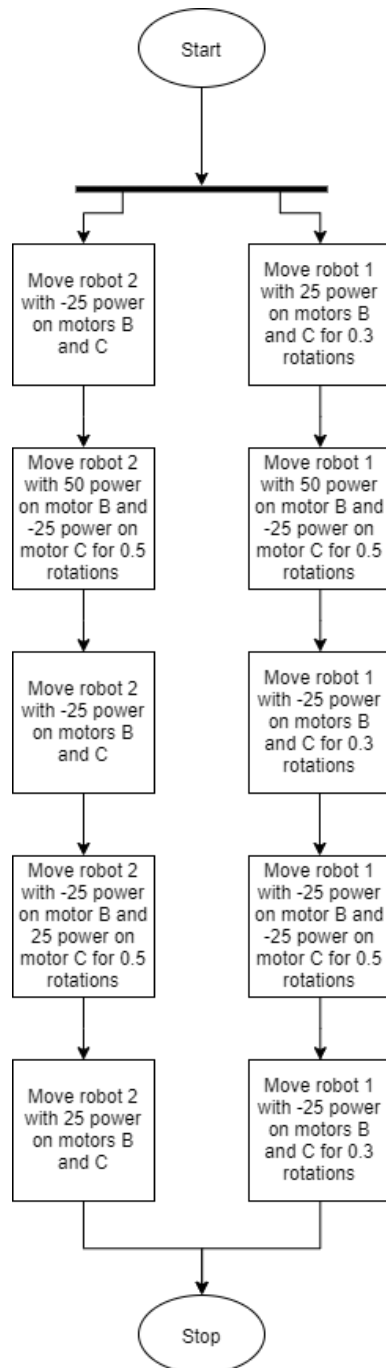 Start
Move robot 2
with -25 power
on motors B
and C
Move robot 2
with 50 power
on motor B and
-25 power on
motor C for 0.5
rotations
Move robot 2
with -25 power
on motors B
and C
Move robot 2
with -25 power
on motor B and
25 power on
motor C for 0.5
rotations
Move robot 2
with 25 power
on motors B
and C
Move robot 1
with 25 power
on motors B
and C for 0.3
rotations
Move robot 1
with 50 power
on motor B and
-25 power on
motor C for 0.5
rotations
Move robot 1
with -25 power
on motors B
and C for 0.3
rotations
Move robot 1
with -25 power
on motor B and
-25 power on
motor C for 0.5
rotations
Move robot 1
with -25 power
on motors B
and C for 0.3
rotations
Stop